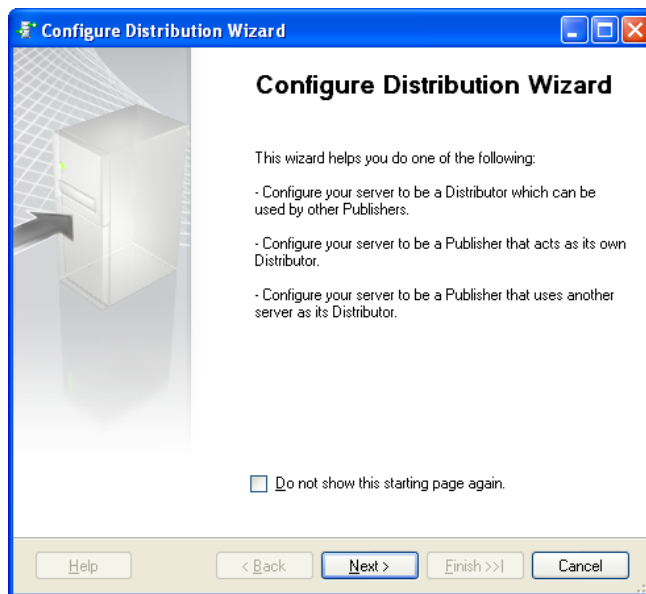 Configure Distribution Wizard
Configure Distribution Wizard
This wizard helps you do one of the following:
- Configure your server to be a Distributor which can be
used by other Publishers.
- Configure your server to be a Publisher that acts as its own
Distributor.
- Configure your server to be a Publisher that uses another
server as its Distributor.
Do not show this starting page again.
Help
< Back
Next >
Finish >>|
Cancel